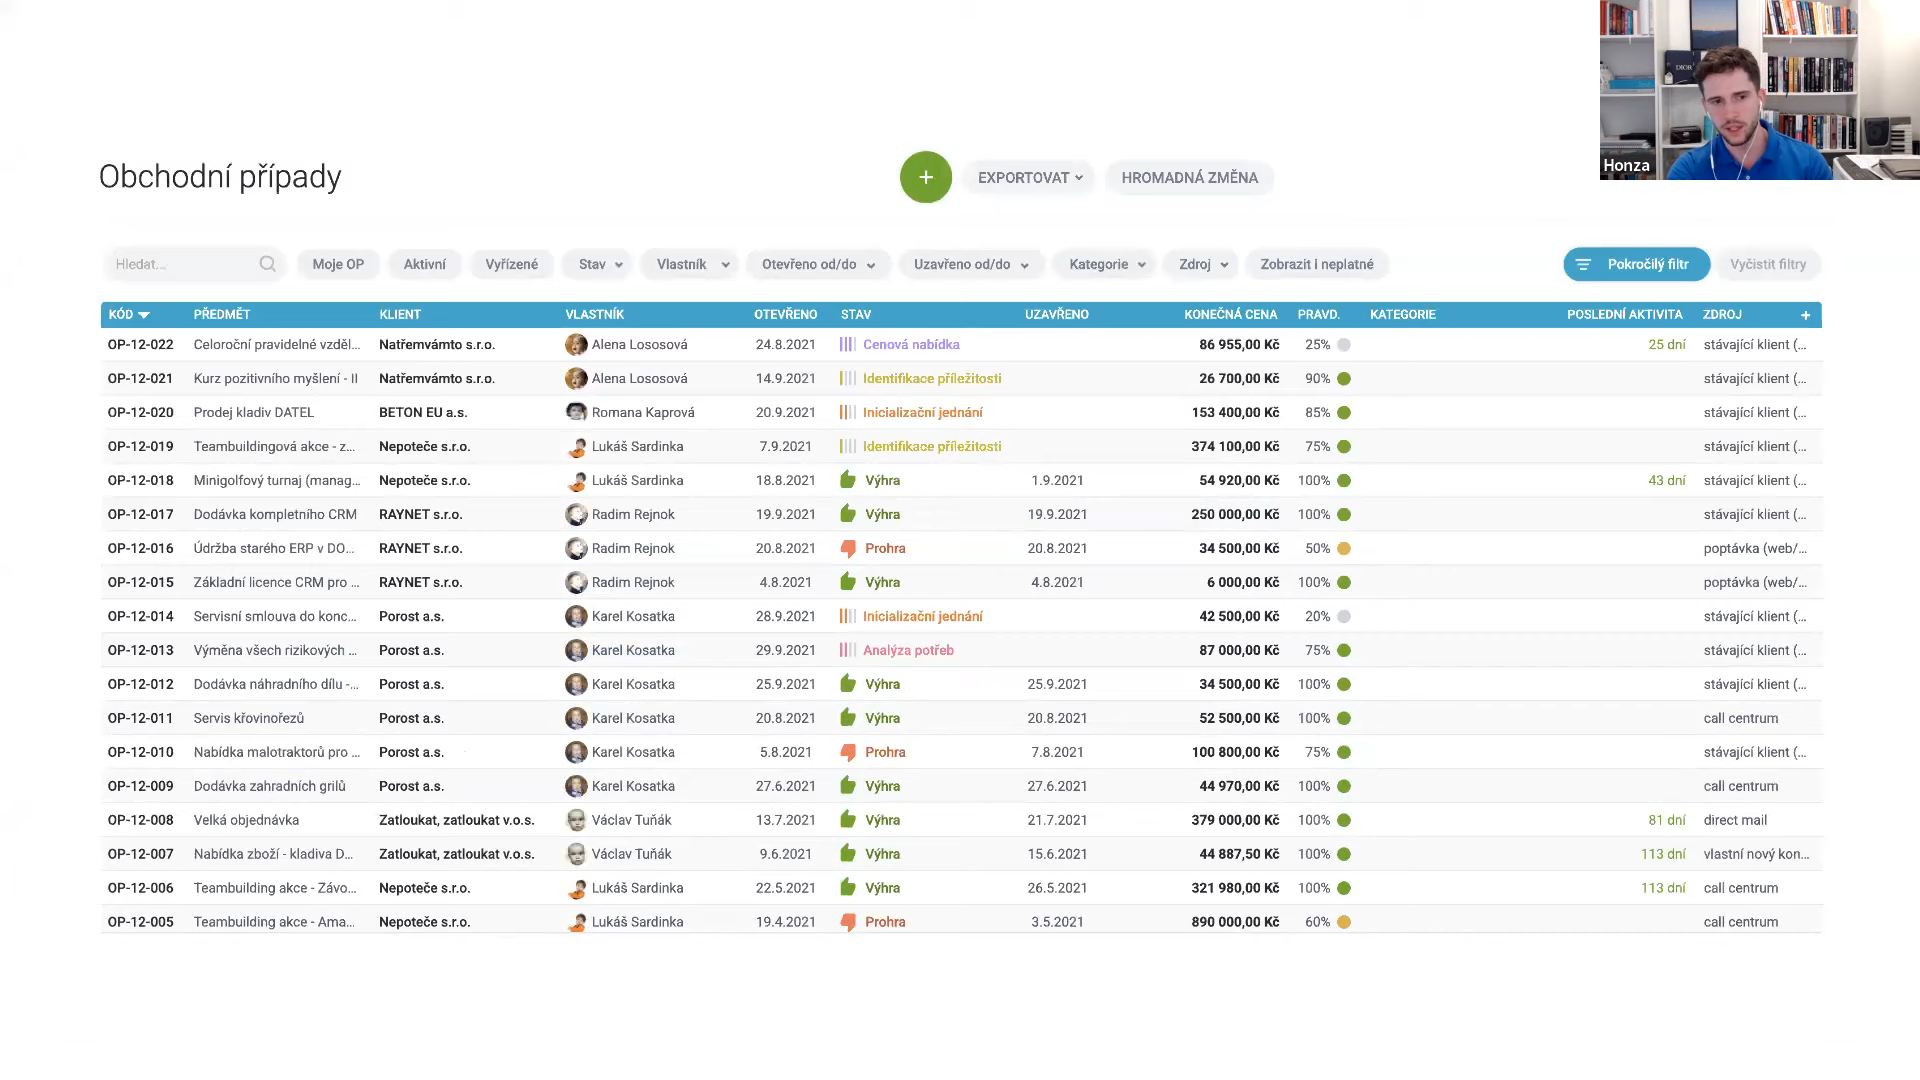 DIOR
Honza
Obchodní případy
+ EXPORTOVAT HROMADNÁ ZMĚNA
Hledat... Moje OP Aktivní Vyřízené Stav Vlastník Otevřeno od/do Uzavřeno od/do Kategorie Zdroj Zobrazit i neplatné Pokročilý filtr Vyčistit filtry
KÓD PŘEDMĚT KLIENT VLASTNÍK OTEVŘENO STAV UZAVŘENO KONEČNÁ CENA PRAVD. KATEGORIE POSLEDNÍ AKTIVITA ZDROJ +
OP-12-022 Celoroční pravidelné vzděl... Natřemvámto s.r.o. Alena Lososová 24.8.2021 Cenová nabídka 86 955,00 Kč 25% 25 dní stávající klient (...
OP-12-021 Kurz pozitivního myšlení - II Natřemvámto s.r.o. Alena Lososová 14.9.2021 Identifikace příležitosti 26 700,00 Kč 90% stávající klient (...
OP-12-020 Prodej kladiv DATEL BETON EU a.s. Romana Kaprová 20.9.2021 Inicializační jednání 153 400,00 Kč 85% stávající klient (...
OP-12-019 Teambuildingová akce - z... Nepoteče s.r.o. Lukáš Sardinka 7.9.2021 Identifikace příležitosti 374 100,00 Kč 75% stávající klient (...
OP-12-018 Minigolfový turnaj (manag... Nepoteče s.r.o. Lukáš Sardinka 18.8.2021 Výhra 1.9.2021 54 920,00 Kč 100% 43 dní stávající klient (...
OP-12-017 Dodávka kompletního CRM RAYNET s.r.o. Radim Rejnok 19.9.2021 Výhra 19.9.2021 250 000,00 Kč 100% stávající klient (...
OP-12-016 Údržba starého ERP v DO... RAYNET s.r.o. Radim Rejnok 20.8.2021 Prohra 20.8.2021 34 500,00 Kč 50% poptávka (web/...
OP-12-015 Základní licence CRM pro ... RAYNET s.r.o. Radim Rejnok 4.8.2021 Výhra 4.8.2021 6 000,00 Kč 100% poptávka (web/...
OP-12-014 Servisní smlouva do konc... Porost a.s. Karel Kosatka 28.9.2021 Inicializační jednání 42 500,00 Kč 20% stávající klient (...
OP-12-013 Výměna všech rizikových ... Porost a.s. Karel Kosatka 29.9.2021 Analýza potřeb 87 000,00 Kč 75% stávající klient (...
OP-12-012 Dodávka náhradního dílu -... Porost a.s. Karel Kosatka 25.9.2021 Výhra 25.9.2021 34 500,00 Kč 100% stávající klient (...
OP-12-011 Servis křovinořezů Porost a.s. Karel Kosatka 20.8.2021 Výhra 20.8.2021 52 500,00 Kč 100% call centrum
OP-12-010 Nabídka malotraktorů pro ... Porost a.s. Karel Kosatka 5.8.2021 Prohra 7.8.2021 100 800,00 Kč 75% stávající klient (...
OP-12-009 Dodávka zahradních grilů Porost a.s. Karel Kosatka 27.6.2021 Výhra 27.6.2021 44 970,00 Kč 100% call centrum
OP-12-008 Velká objednávka Zatloukat, zatloukat v.o.s. Václav Tuňák 13.7.2021 Výhra 21.7.2021 379 000,00 Kč 100% 81 dní direct mail
OP-12-007 Nabídka zboží - kladiva D... Zatloukat, zatloukat v.o.s. Václav Tuňák 9.6.2021 Výhra 15.6.2021 44 887,50 Kč 100% 113 dní vlastní nový kon...
OP-12-006 Teambuilding akce - Závo... Nepoteče s.r.o. Lukáš Sardinka 22.5.2021 Výhra 26.5.2021 321 980,00 Kč 100% 113 dní call centrum
OP-12-005 Teambuilding akce - Ama... Nepoteče s.r.o. Lukáš Sardinka 19.4.2021 Prohra 3.5.2021 890 000,00 Kč 60% call centrum